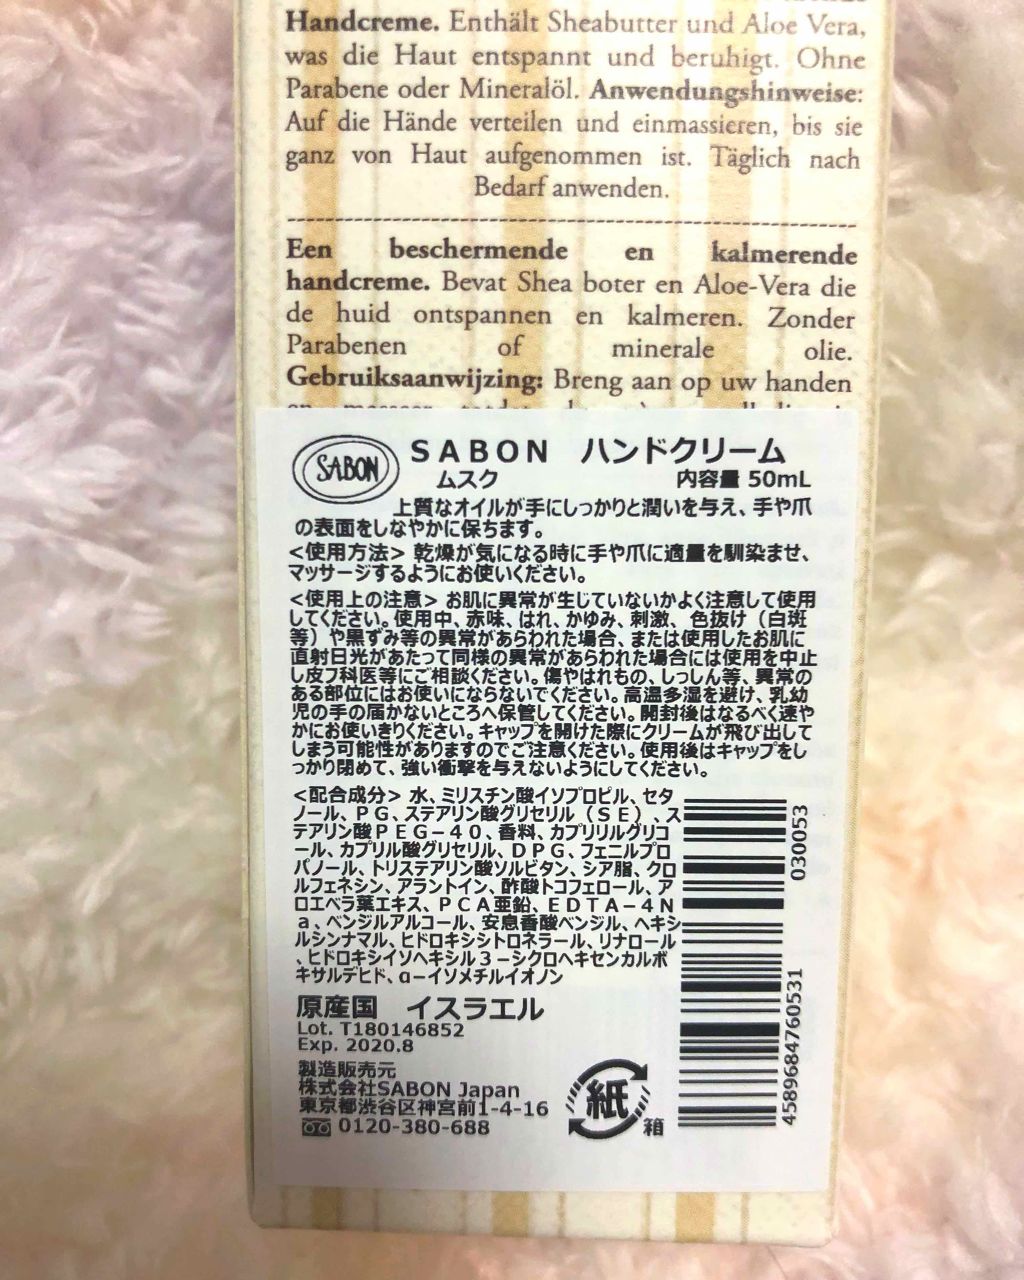 Handcreme. Enthält Sheabutter und Aloe Vera,
was die Haut entspannt und beruhigt. Ohne
Parabene oder Mineralöl. Anwendungshinweise:
Auf die Hände verteilen und einmassieren, bis sie
ganz von Haut aufgenommen ist. Täglich nach
Bedarf anwenden.
Een beschermende en kalmerende
handcreme. Bevat Shea boter en Aloe-Vera die
de huid ontspannen en kalmeren. Zonder
Parabenen of minerale olie.
Gebruiksaanwijzing: Breng aan op uw handen
SABON
SABON ハンドクリーム
ムスク 内容量 50mL
上質なオイルが手にしっかりと潤いを与え、手や爪
の表面をしなやかに保ちます。
<使用方法> 乾燥が気になる時に手や爪に適量を馴染ませ、
マッサージするようにお使いください。
<使用上の注意> お肌に異常が生じていないかよく注意して使用
してください。使用中、赤味、はれ、かゆみ、刺激、色抜け（白斑
等）や黒ずみ等の異常があらわれた場合、または使用したお肌に
直射日光があたって同様の異常があらわれた場合には使用を中止
し皮フ科医等にご相談ください。傷やはれもの、しっしん等、異常の
ある部位にはお使いにならないでください。高温多湿を避け、乳幼
児の手の届かないところへ保管してください。開封後はなるべく速や
かにお使いきりください。キャップを開けた際にクリームが飛び出して
しまう可能性がありますのでご注意ください。使用後はキャップをし
っかり閉めて、強い衝撃を与えないようにしてください。
<配合成分> 水、ミリスチン酸イソプロピル、セタ
ノール、ＰＧ、ステアリン酸グリセリル（ＳＥ）、ス
テアリン酸ＰＥＧ－４０、香料、カプリリルグリコ
ール、カプリル酸グリセリル、ＤＰＧ、フェニルプロ
パノール、トリステアリン酸ソルビタン、シア脂、クロ
ルフェネシン、アラントイン、酢酸トコフェロール、ア
ロエベラ葉エキス、ＰＣＡ亜鉛、ＥＤＴＡ－４Ｎ
ａ、ベンジルアルコール、安息香酸ベンジル、ヘキシ
ルシンナマル、ヒドロキシシトロネラール、リナロール
、ヒドロキシイソヘキシル３－シクロヘキセンカルボ
キサルデヒド、α－イソメチルイオノン
030053
4589684760531
原産国 イスラエル
Lot. T180146852
Exp. 2020.8
製造販売元
株式会社SABON Japan
東京都渋谷区神宮前1-4-16
0120-380-688
紙
箱